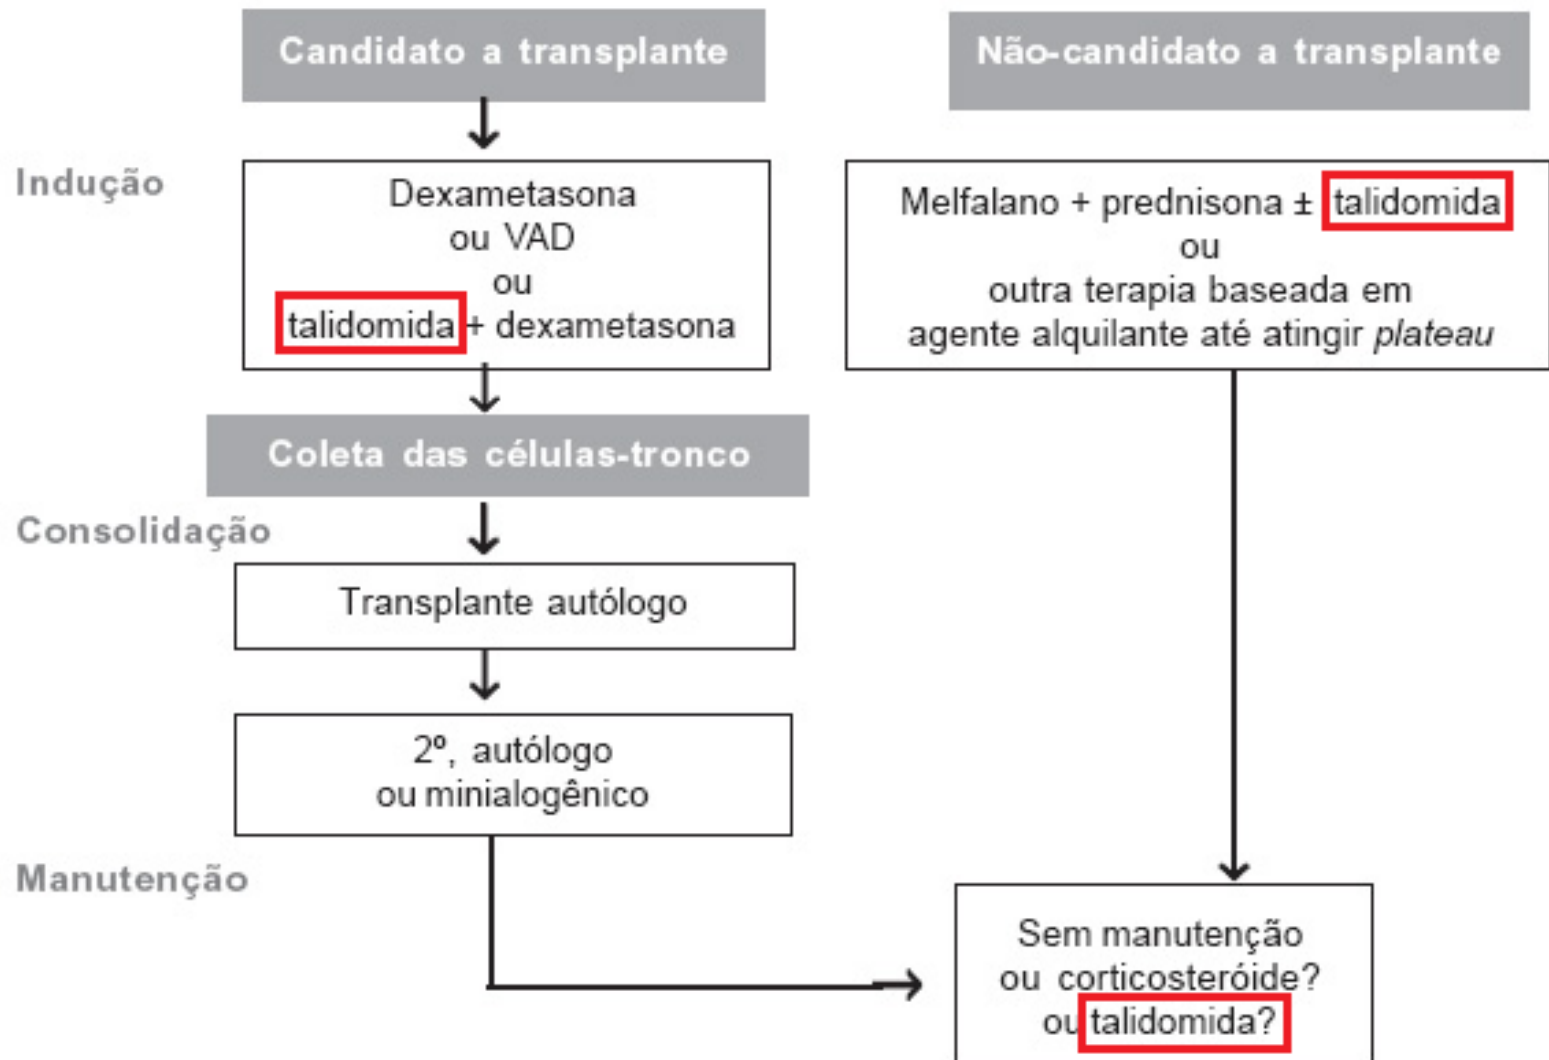 Candidato a transplante
Não-candidato a transplante
Indução
Dexametasona
ou VAD
ou
talidomida + dexametasona
Melfalano + prednisona ± talidomida
ou
outra terapia baseada em
agente alquilante até atingir plateau
Coleta das células-tronco
Consolidação
Transplante autólogo
2º, autólogo
ou minialogênico
Manutenção
Sem manutenção
ou corticosteróide?
ou talidomida?